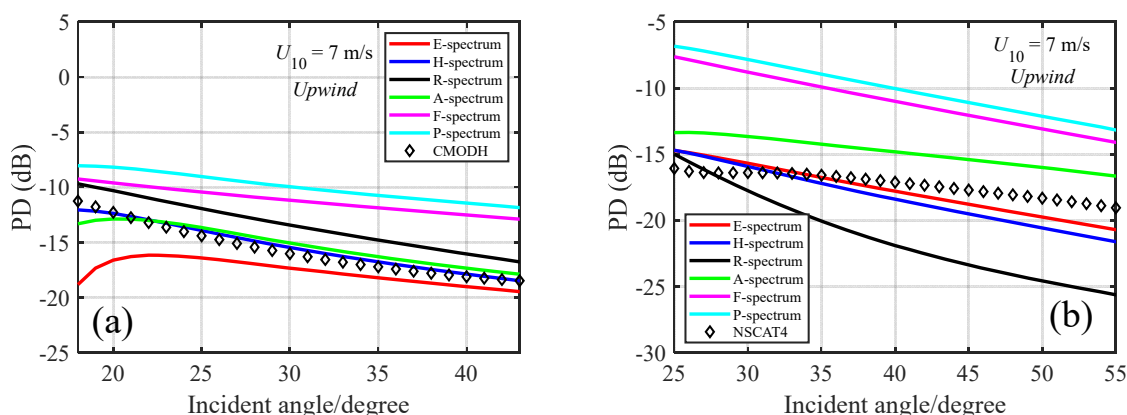 5
0
-5
-10
-15
-20
-25
PD (dB)
U10 = 7 m/s
Upwind
E-spectrum
H-spectrum
R-spectrum
A-spectrum
F-spectrum
P-spectrum
CMODH
(a)
20 25 30 35 40
Incident angle/degree
-5
-10
-15
-20
-25
-30
PD (dB)
U10 = 7 m/s
Upwind
E-spectrum
H-spectrum
R-spectrum
A-spectrum
F-spectrum
P-spectrum
NSCAT4
(b)
25 30 35 40 45 50 55
Incident angle/degree